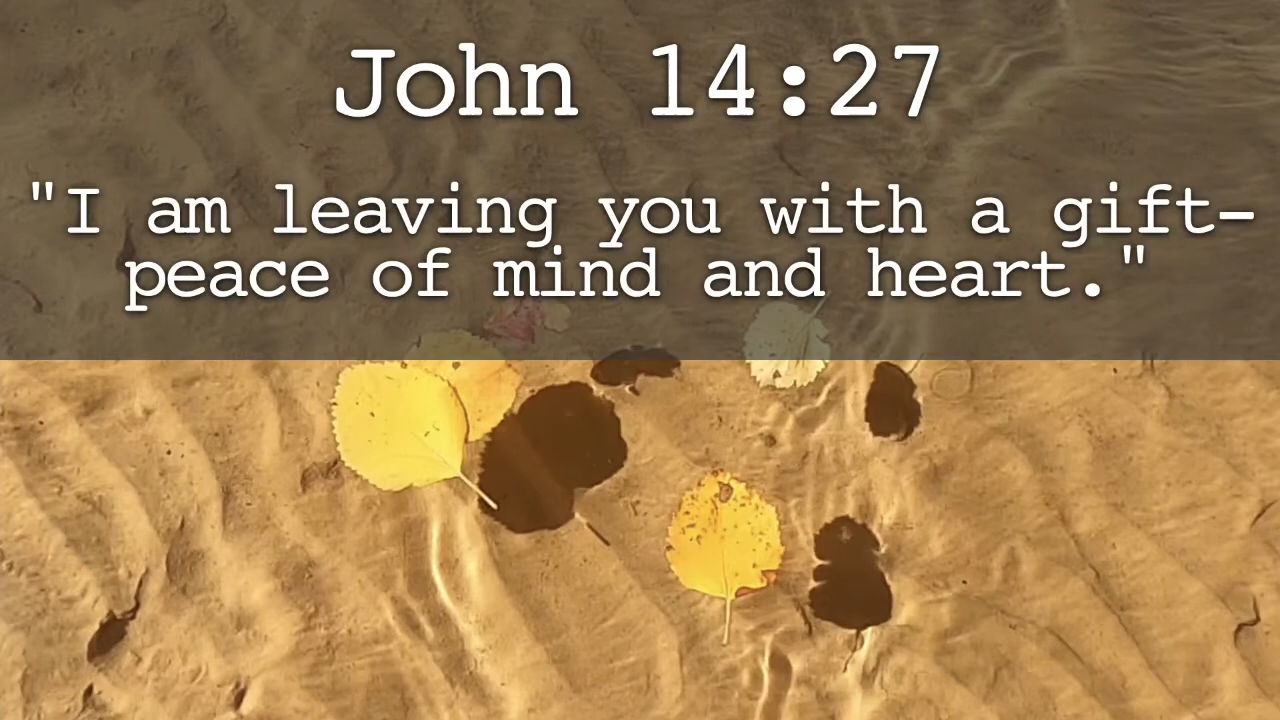 John 14:27
"I am leaving you with a gift-
peace of mind and heart."